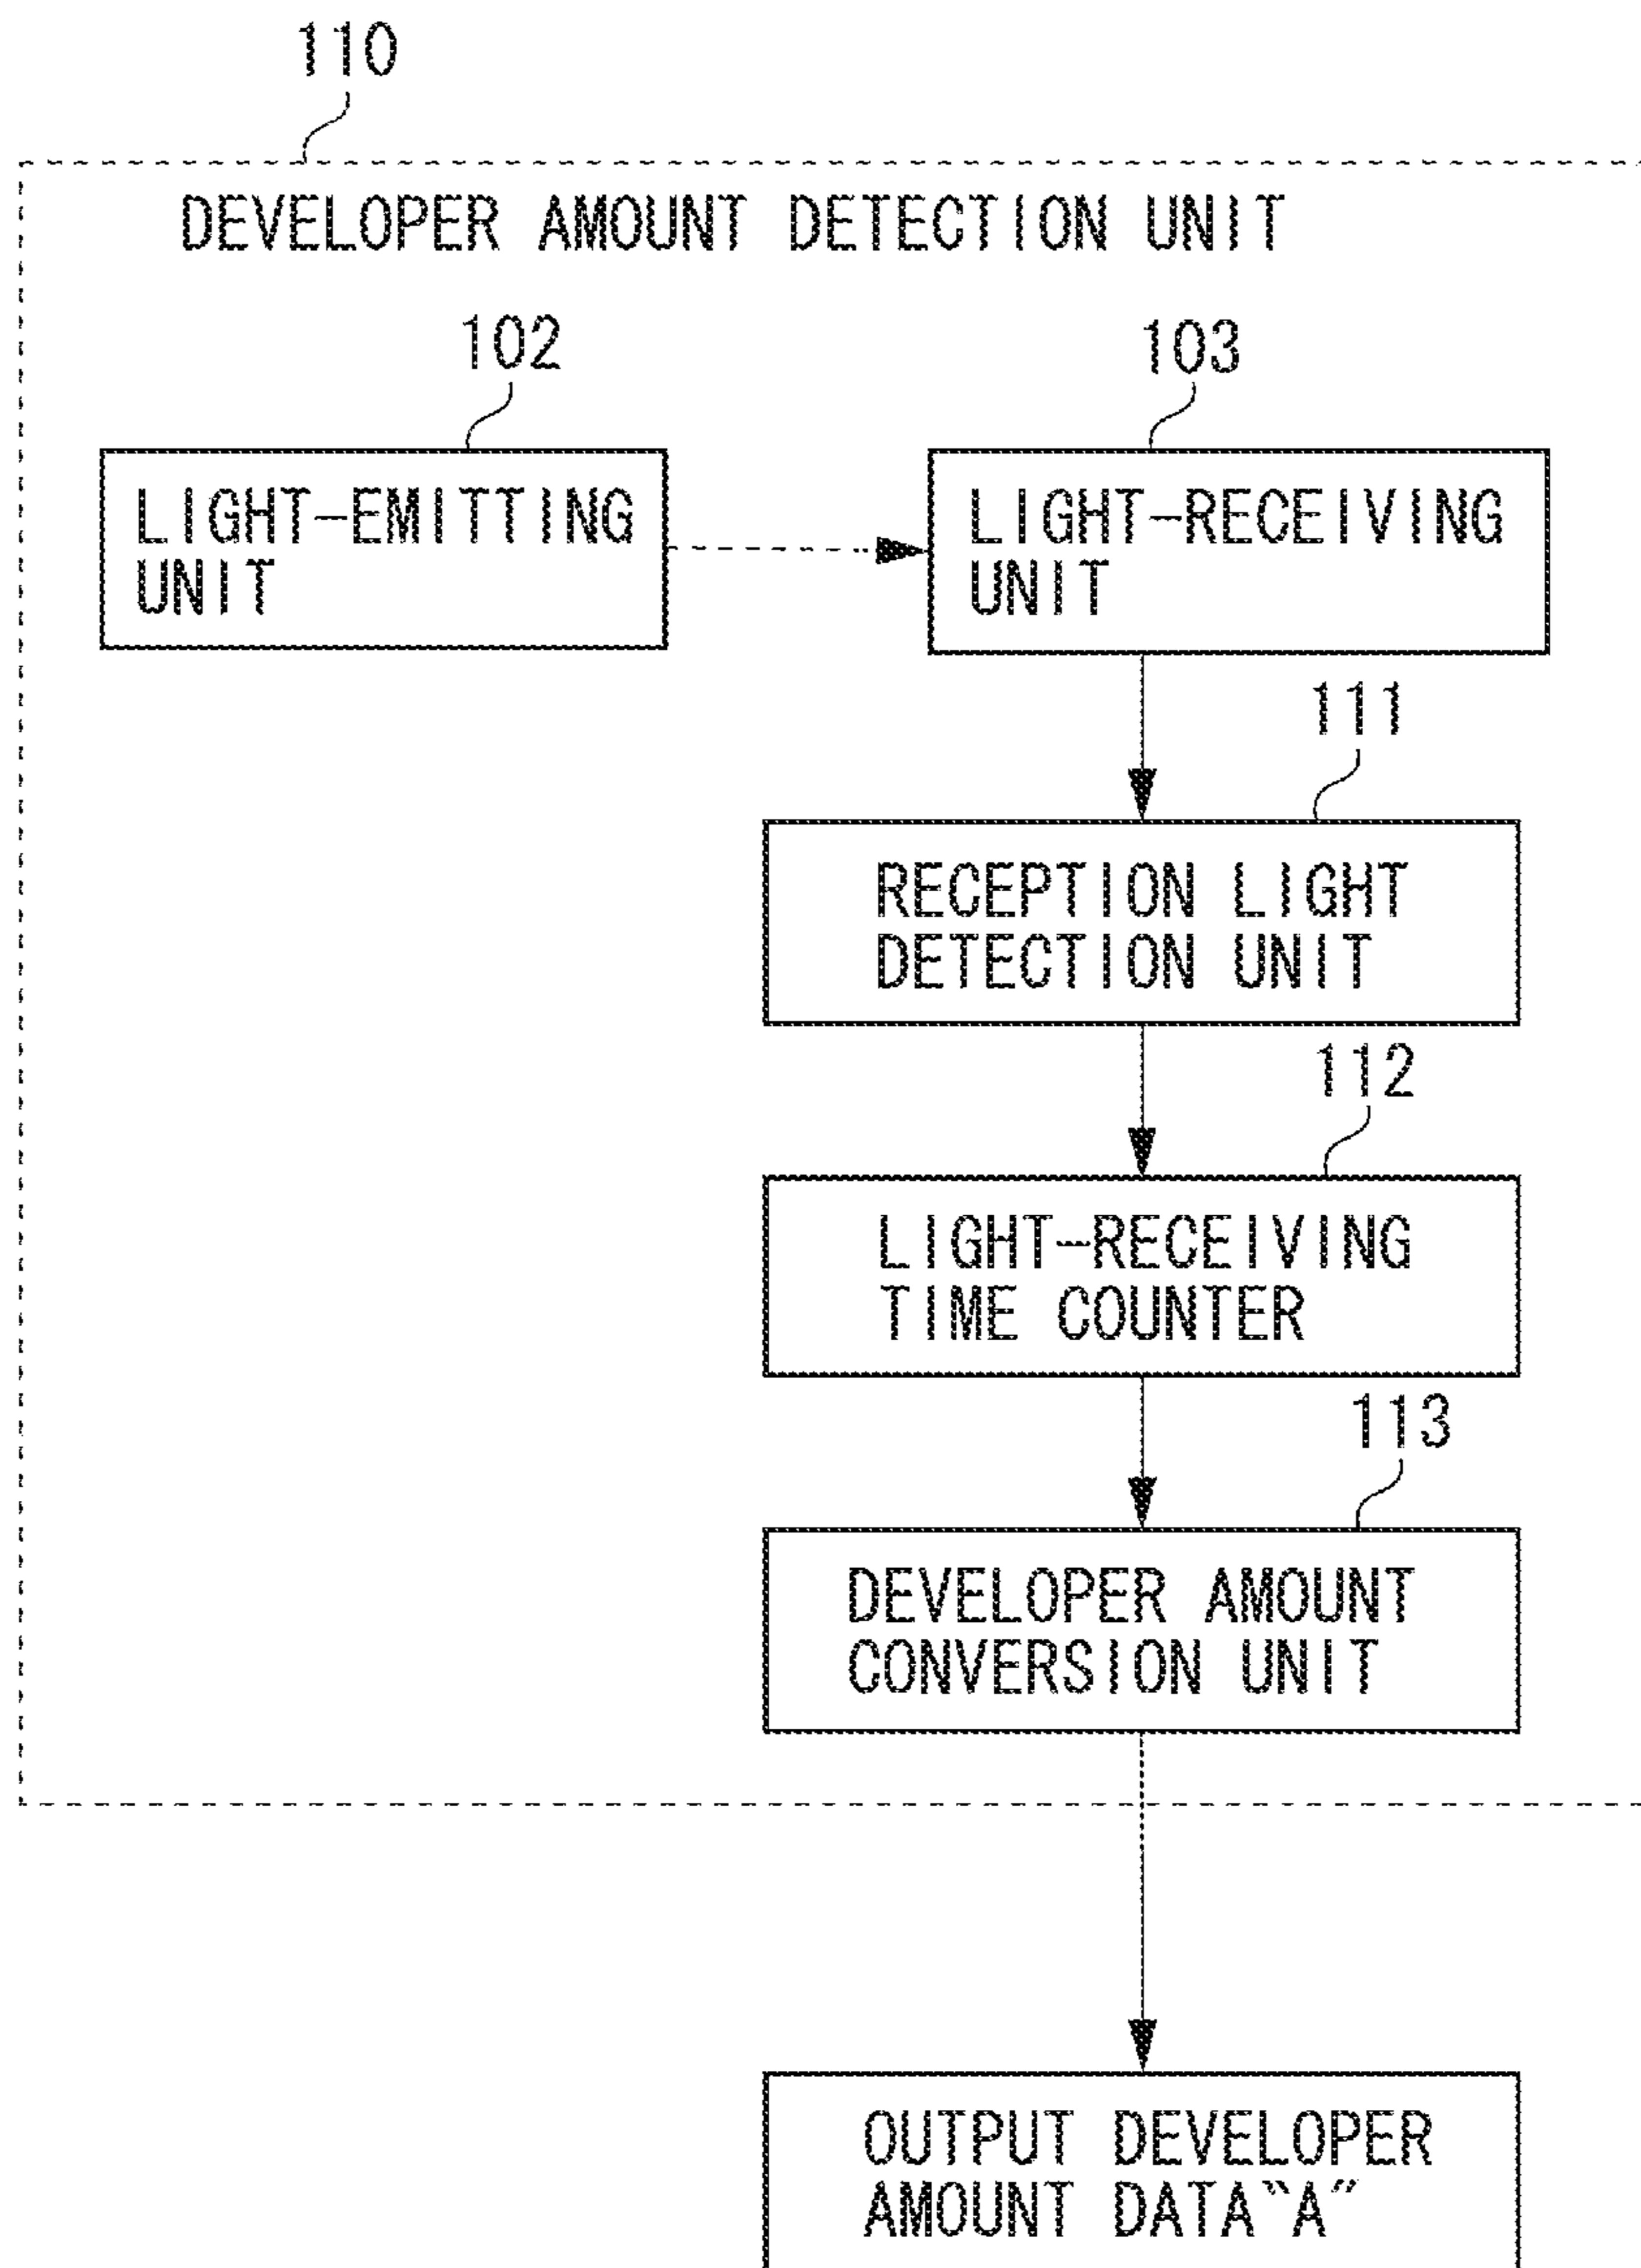 110
DEVELOPER AMOUNT DETECTION UNIT
102
103
LIGHT-EMITTING
UNIT
LIGHT-RECEIVING
UNIT
111
RECEPTION LIGHT
DETECTION UNIT
112
LIGHT-RECEIVING
TIME COUNTER
113
DEVELOPER AMOUNT
CONVERSION UNIT
OUTPUT DEVELOPER
AMOUNT DATA“A”